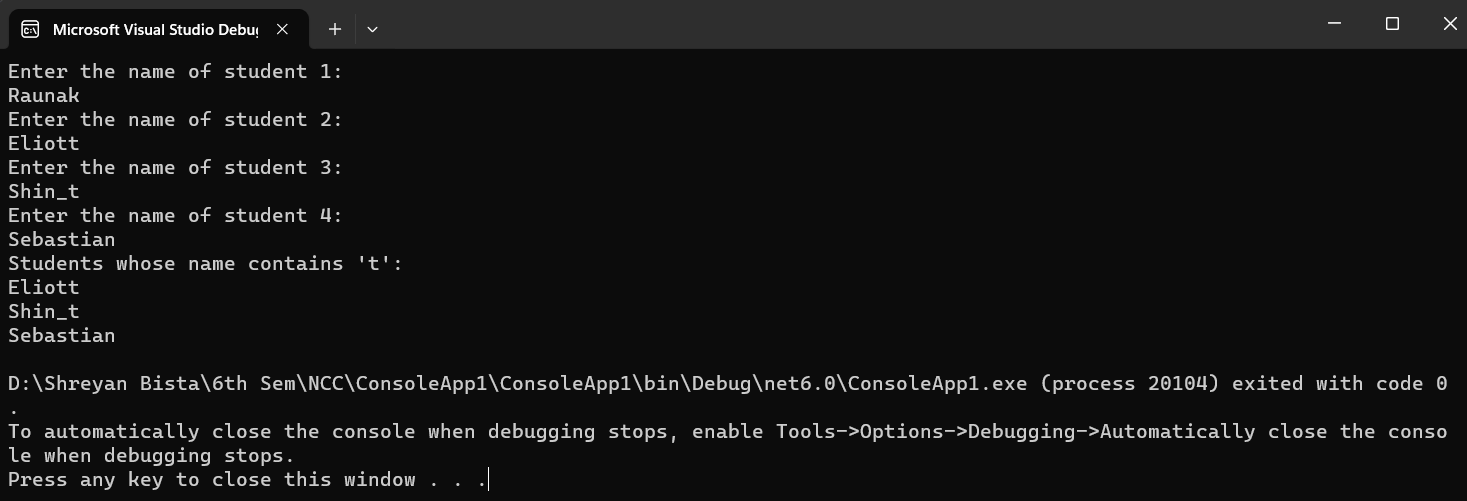 Microsoft Visual Studio Debu
Enter the name of student 1:
Raunak
Enter the name of student 2:
Eliott
Enter the name of student 3:
Shin_t
Enter the name of student 4:
Sebastian
Students whose name contains 't':
Eliott
Shin_t
Sebastian
D:\Shreyan Bista\6th Sem\NCC\ConsoleApp1\ConsoleApp1\bin\Debug\net6.0\ConsoleApp1.exe (process 20104) exited with code 0
.
To automatically close the console when debugging stops, enable Tools->Options->Debugging->Automatically close the conso
le when debugging stops.
Press any key to close this window . . .